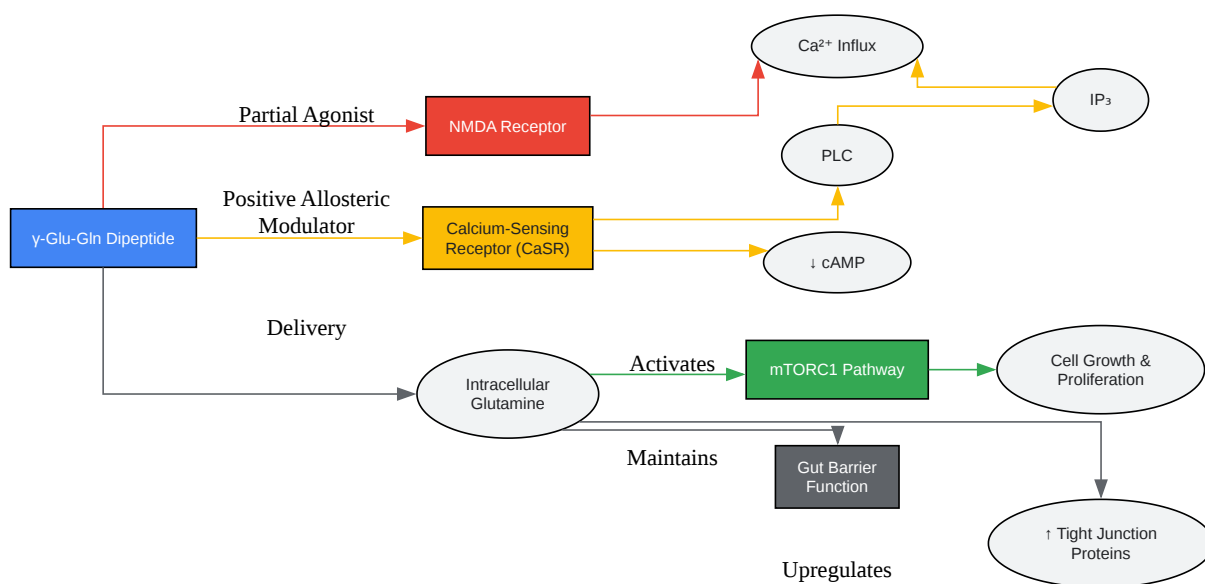 Ca²⁺ Influx
IP₃
Partial Agonist
NMDA Receptor
PLC
Positive Allosteric
Modulator
γ-Glu-Gln Dipeptide
Calcium-Sensing
Receptor (CaSR)
↓ cAMP
Delivery
Intracellular
Glutamine
Activates
mTORC1 Pathway
Cell Growth &
Proliferation
Maintains
Gut Barrier
Function
↑ Tight Junction
Proteins
Upregulates